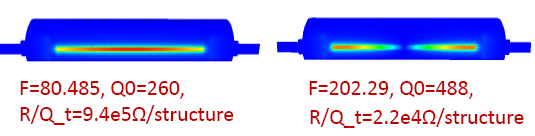 F=80.485, Q0=260,
R/Q_t=9.4e5Ω/structure
F=202.29, Q0=488,
R/Q_t=2.2e4Ω/structure